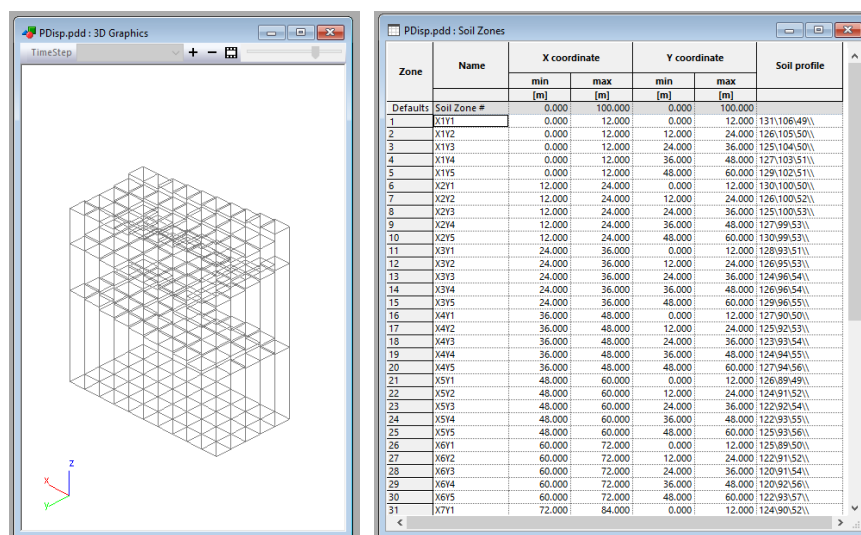 PDisp.pdd : 3D Graphics
TimeStep
z
x
y
PDisp.pdd : Soil Zones
Zone Name X coordinate Y coordinate Soil profile
min max min max
[m] [m] [m] [m]
Defaults Soil Zone # 0.000 100.000 0.000 100.000
1 X1Y1 0.000 12.000 0.000 12.000 131\106\49\\
2 X1Y2 0.000 12.000 12.000 24.000 126\105\50\\
3 X1Y3 0.000 12.000 24.000 36.000 125\104\50\\
4 X1Y4 0.000 12.000 36.000 48.000 127\103\51\\
5 X1Y5 0.000 12.000 48.000 60.000 129\102\51\\
6 X2Y1 12.000 24.000 0.000 12.000 130\100\50\\
7 X2Y2 12.000 24.000 12.000 24.000 126\100\52\\
8 X2Y3 12.000 24.000 24.000 36.000 125\100\53\\
9 X2Y4 12.000 24.000 36.000 48.000 127\99\53\\
10 X2Y5 12.000 24.000 48.000 60.000 130\99\53\\
11 X3Y1 24.000 36.000 0.000 12.000 128\93\51\\
12 X3Y2 24.000 36.000 12.000 24.000 126\95\53\\
13 X3Y3 24.000 36.000 24.000 36.000 124\96\54\\
14 X3Y4 24.000 36.000 36.000 48.000 126\96\54\\
15 X3Y5 24.000 36.000 48.000 60.000 129\96\55\\
16 X4Y1 36.000 48.000 0.000 12.000 127\90\50\\
17 X4Y2 36.000 48.000 12.000 24.000 125\92\53\\
18 X4Y3 36.000 48.000 24.000 36.000 123\93\54\\
19 X4Y4 36.000 48.000 36.000 48.000 124\94\55\\
20 X4Y5 36.000 48.000 48.000 60.000 127\94\56\\
21 X5Y1 48.000 60.000 0.000 12.000 126\89\49\\
22 X5Y2 48.000 60.000 12.000 24.000 124\91\52\\
23 X5Y3 48.000 60.000 24.000 36.000 122\92\54\\
24 X5Y4 48.000 60.000 36.000 48.000 122\93\55\\
25 X5Y5 48.000 60.000 48.000 60.000 125\93\56\\
26 X6Y1 60.000 72.000 0.000 12.000 125\89\50\\
27 X6Y2 60.000 72.000 12.000 24.000 122\91\52\\
28 X6Y3 60.000 72.000 24.000 36.000 120\91\54\\
29 X6Y4 60.000 72.000 36.000 48.000 120\92\56\\
30 X6Y5 60.000 72.000 48.000 60.000 122\93\57\\
31 X7Y1 72.000 84.000 0.000 12.000 124\90\52\\